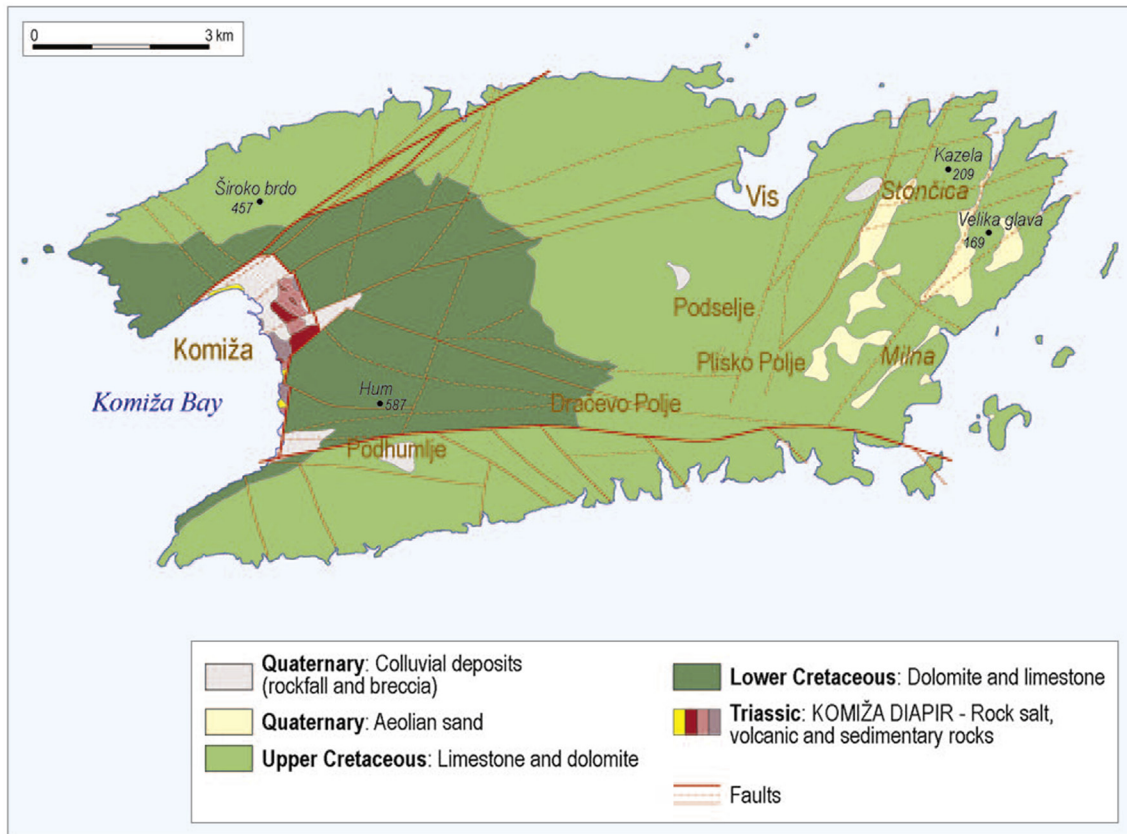 0 3 km
Široko brdo
457
Kazela
209
Vis
Stončica
Velika glava
169
Podselje
Komiža
Plisko Polje
Milna
Komiža Bay
Hum
587
Dračevo Polje
Podhumlje
Quaternary: Colluvial deposits
(rockfall and breccia)
Quaternary: Aeolian sand
Upper Cretaceous: Limestone and dolomite
Lower Cretaceous: Dolomite and limestone
Triassic: KOMIŽA DIAPIR - Rock salt,
volcanic and sedimentary rocks
Faults